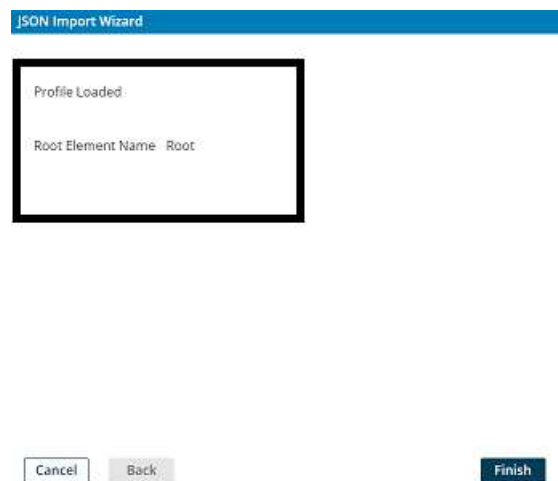 JSON Import Wizard
Profile Loaded
Root Element Name Root
Cancel Back Finish